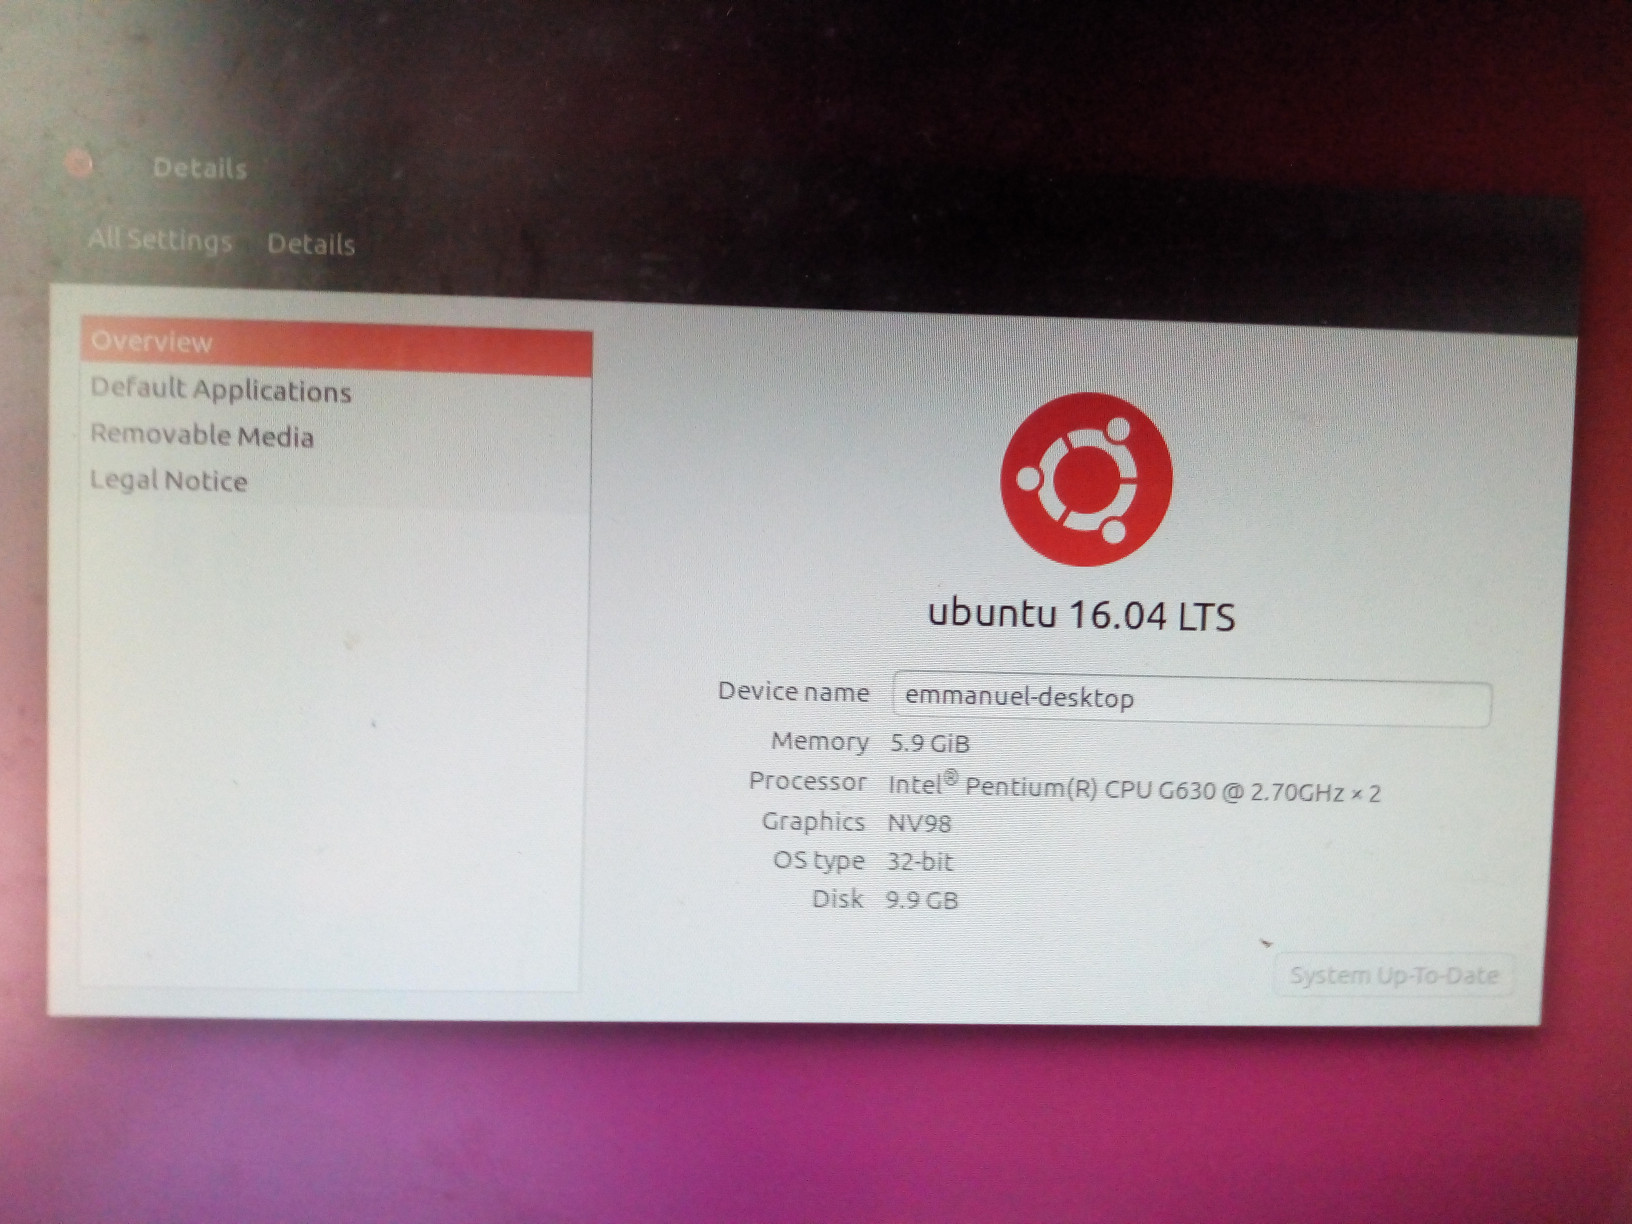 Details
All Settings Details
Overview
Default Applications
Removable Media
Legal Notice
ubuntu 16.04 LTS
Device name emmanuel-desktop
Memory 5.9 GiB
Processor Intel® Pentium(R) CPU G630 @ 2.70GHz × 2
Graphics NV98
OS type 32-bit
Disk 9.9 GB
System Up-To-Date